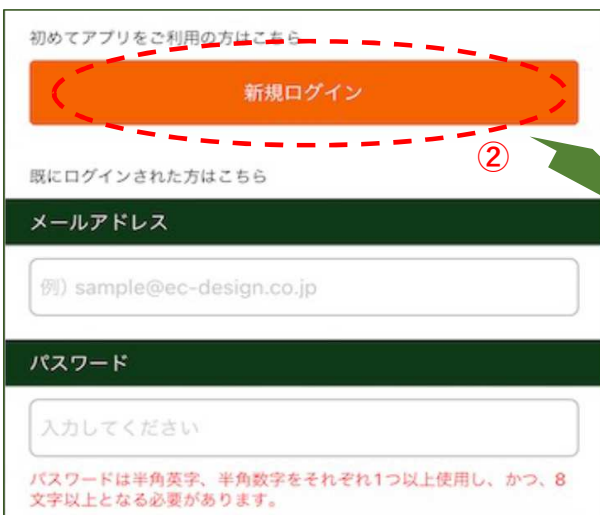 初めてアプリをご利用の方はこちら
新規ログイン
②
既にログインされた方はこちら
メールアドレス
例) sample@ec-design.co.jp
パスワード
入力してください
パスワードは半角英字、半角数字をそれぞれ1つ以上使用し、かつ、8
文字以上となる必要があります。